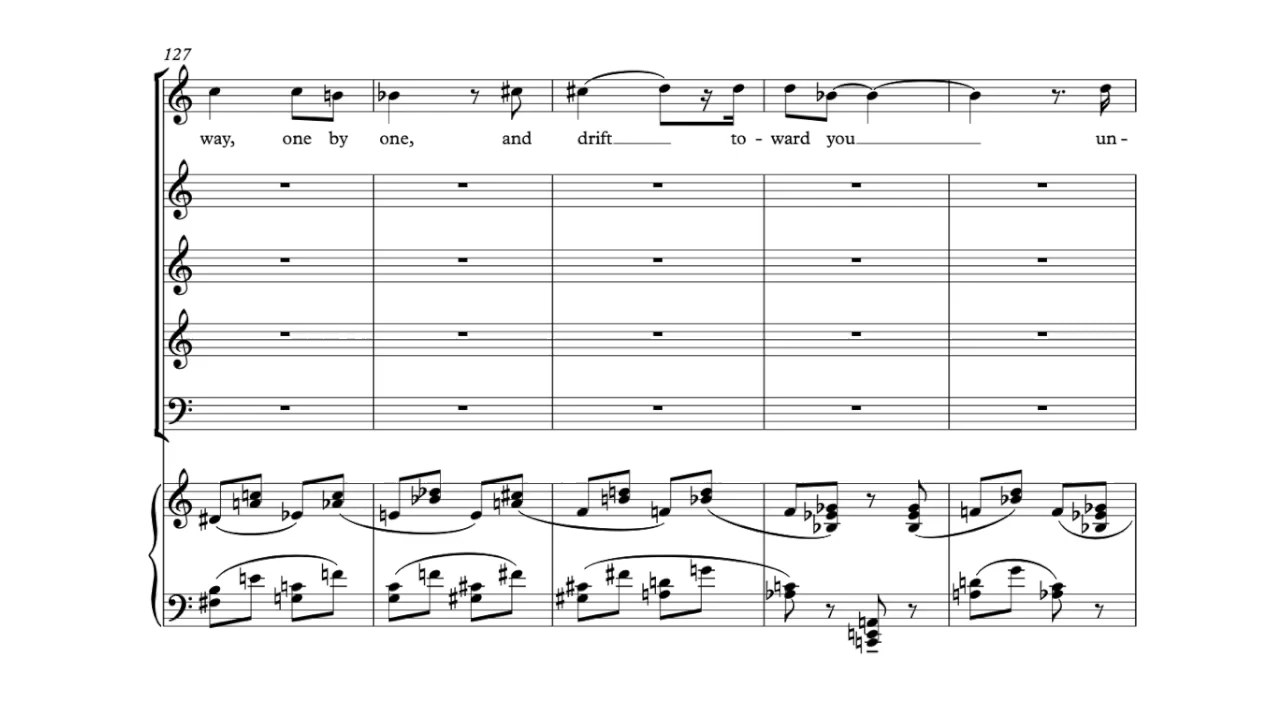 127
way, one by one, and drift to - ward you un -